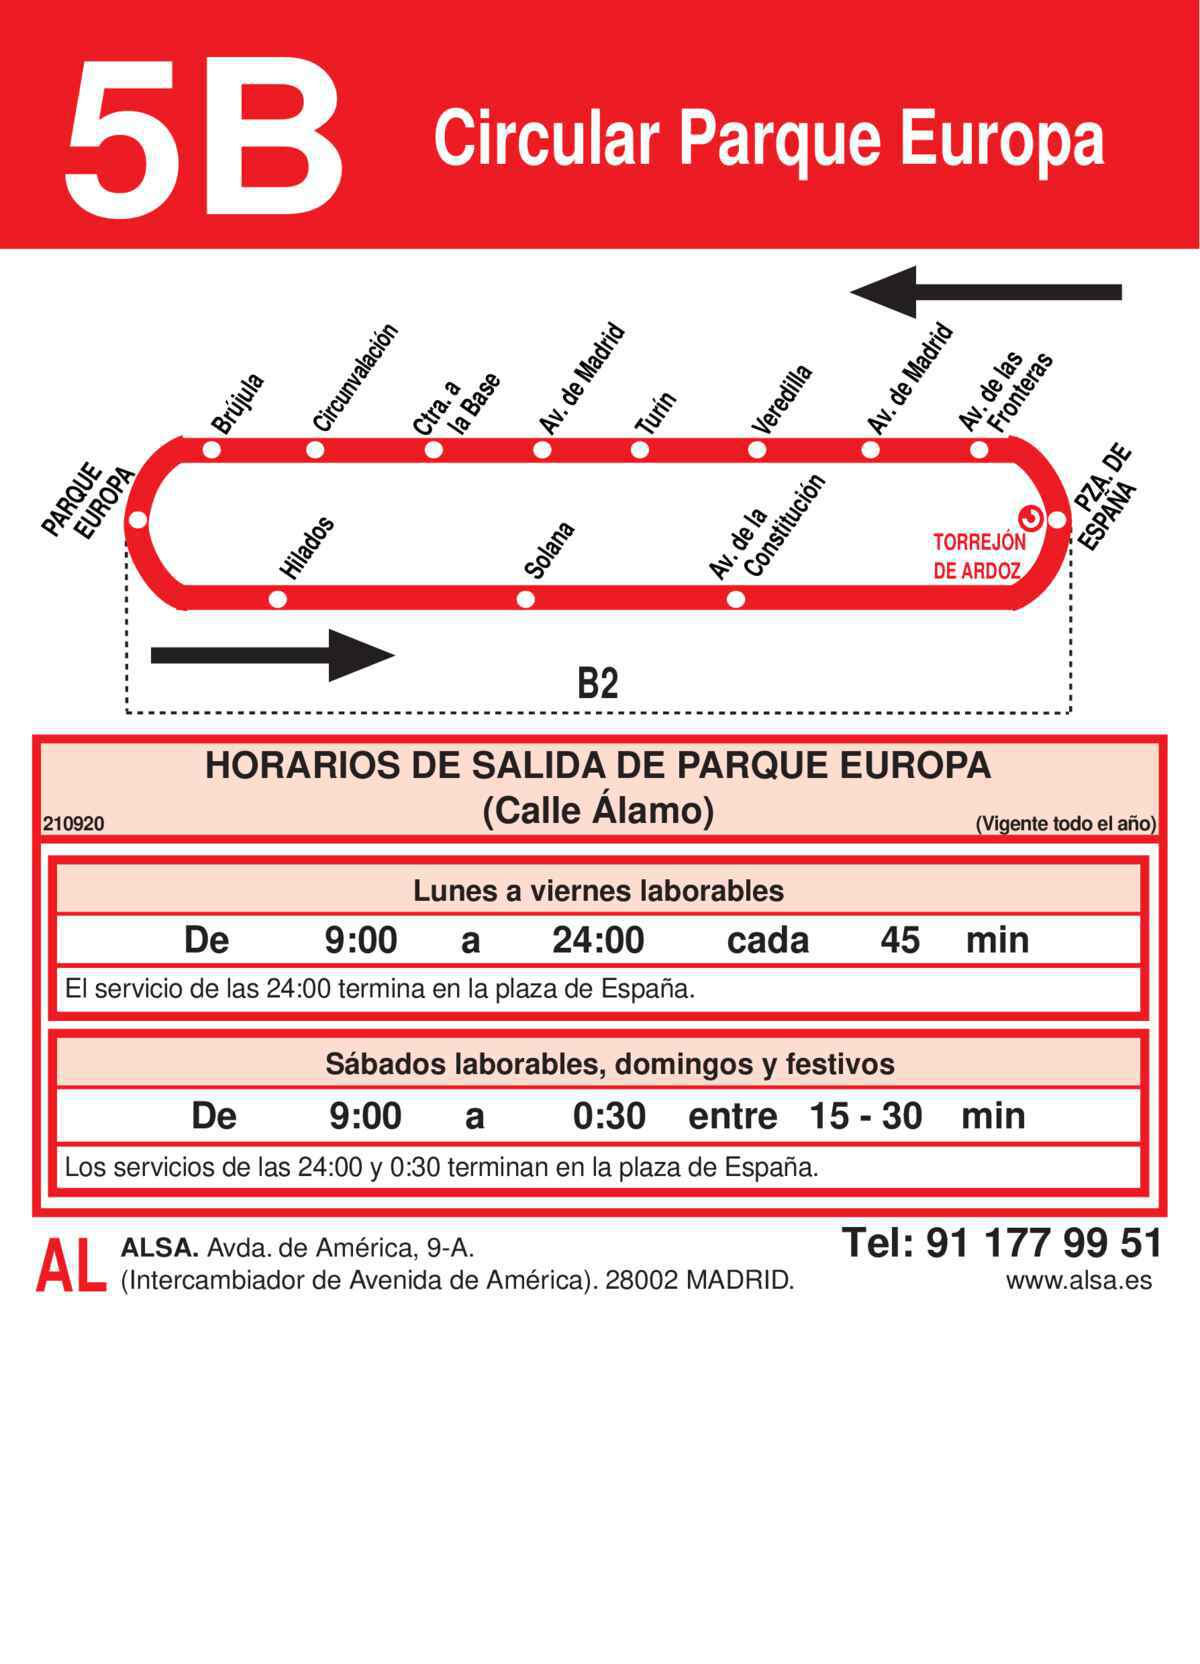 5B
Circular Parque Europa
Brújula
Circunvalación
Ctra. a
la Base
Av. de Madrid
Turín
Veredilla
Av. de Madrid
Av. de las
Fronteras
PARQUE
EUROPA
PZA. DE
ESPAÑA
Hilados
Solana
Av. de la
Constitución
TORREJÓN
DE ARDOZ
B2
HORARIOS DE SALIDA DE PARQUE EUROPA
(Calle Álamo)
210920
(Vigente todo el año)
Lunes a viernes laborables
De 9:00 a 24:00 cada 45 min
El servicio de las 24:00 termina en la plaza de España.
Sábados laborables, domingos y festivos
De 9:00 a 0:30 entre 15 - 30 min
Los servicios de las 24:00 y 0:30 terminan en la plaza de España.
AL
ALSA. Avda. de América, 9-A.
(Intercambiador de Avenida de América). 28002 MADRID.
Tel: 91 177 99 51
www.alsa.es